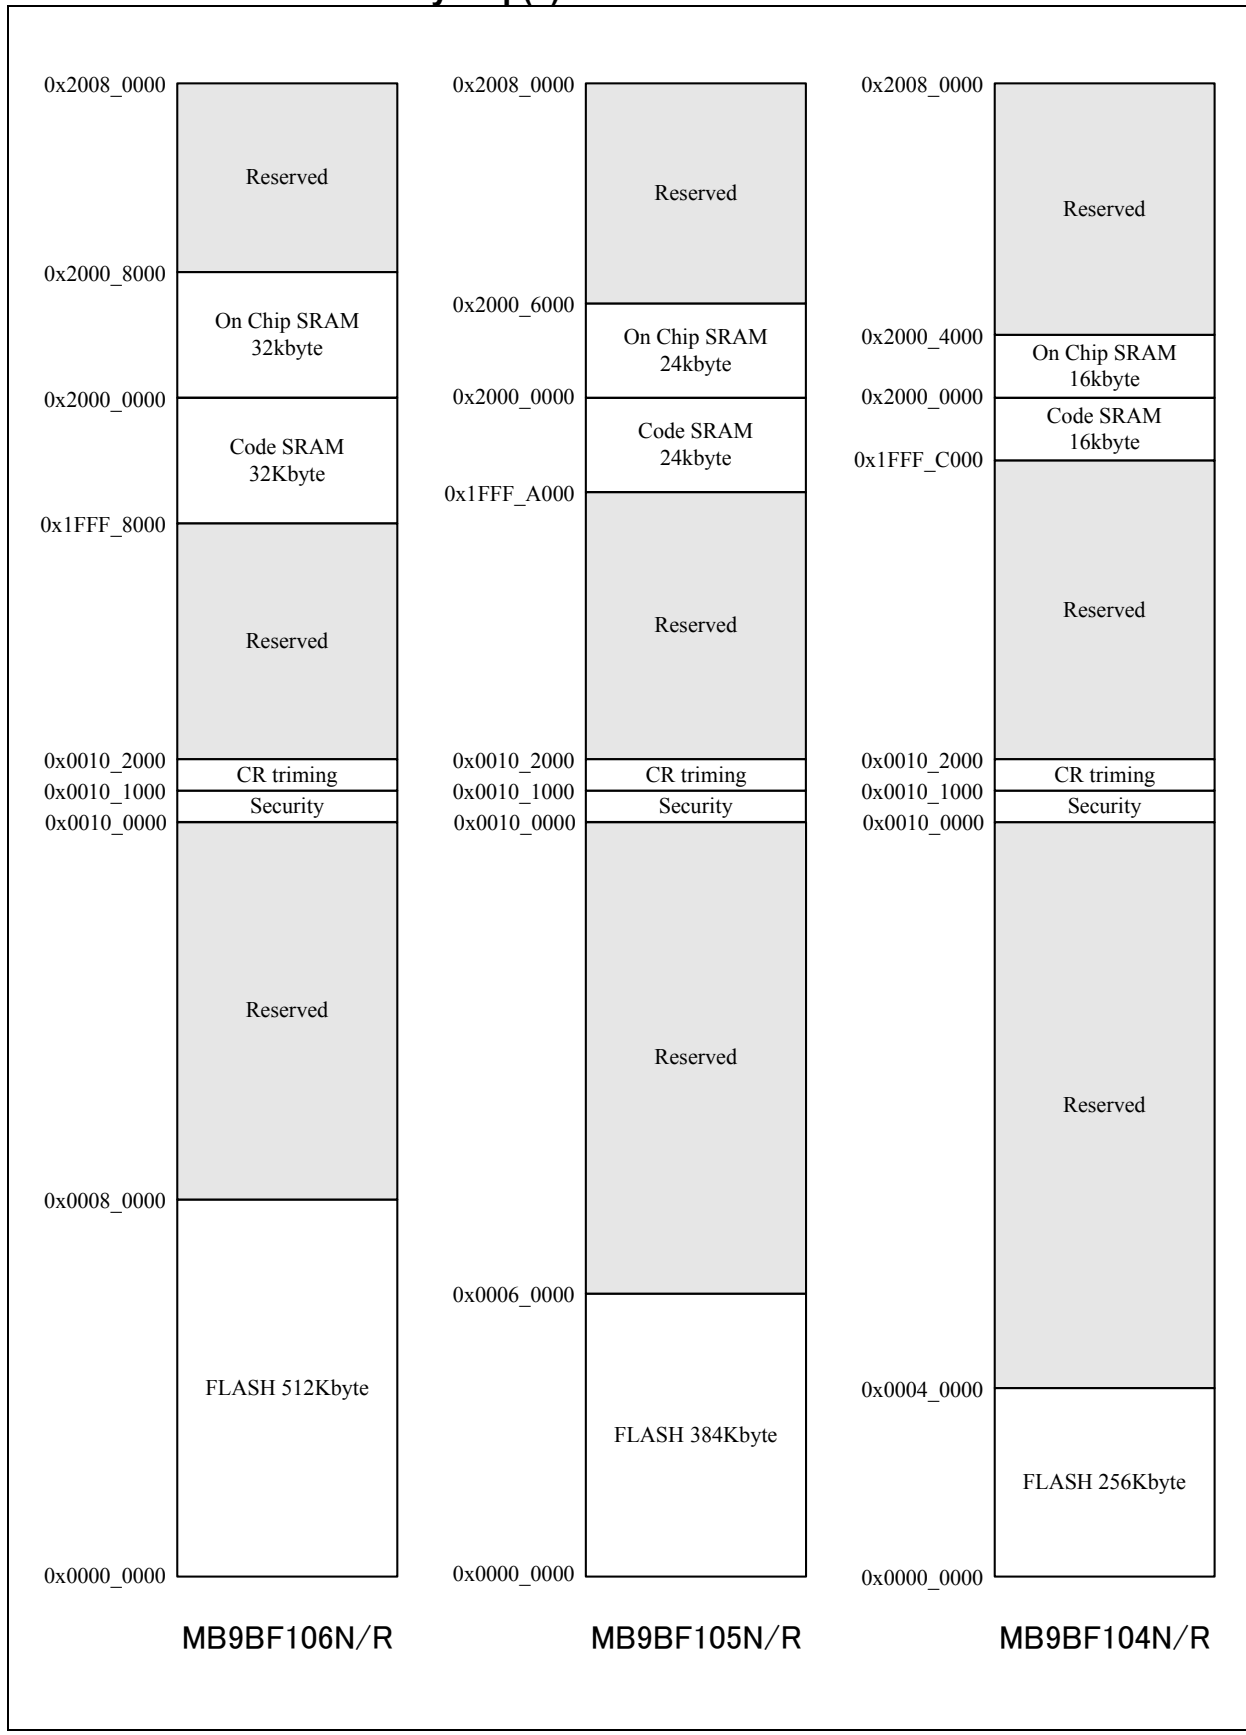 0x2008_0000
Reserved
0x2000_8000
On Chip SRAM
32kbyte
0x2000_0000
Code SRAM
32Kbyte
0x1FFF_8000
Reserved
0x0010_2000
CR triming
0x0010_1000
Security
0x0010_0000
Reserved
0x0008_0000
FLASH 512Kbyte
0x0000_0000
MB9BF106N/R
0x2008_0000
Reserved
0x2000_6000
On Chip SRAM
24kbyte
0x2000_0000
Code SRAM
24kbyte
0x1FFF_A000
Reserved
0x0010_2000
CR triming
0x0010_1000
Security
0x0010_0000
Reserved
0x0006_0000
FLASH 384Kbyte
0x0000_0000
MB9BF105N/R
0x2008_0000
Reserved
0x2000_4000
On Chip SRAM
16kbyte
0x2000_0000
Code SRAM
16kbyte
0x1FFF_C000
Reserved
0x0010_2000
CR triming
0x0010_1000
Security
0x0010_0000
Reserved
0x0004_0000
FLASH 256Kbyte
0x0000_0000
MB9BF104N/R